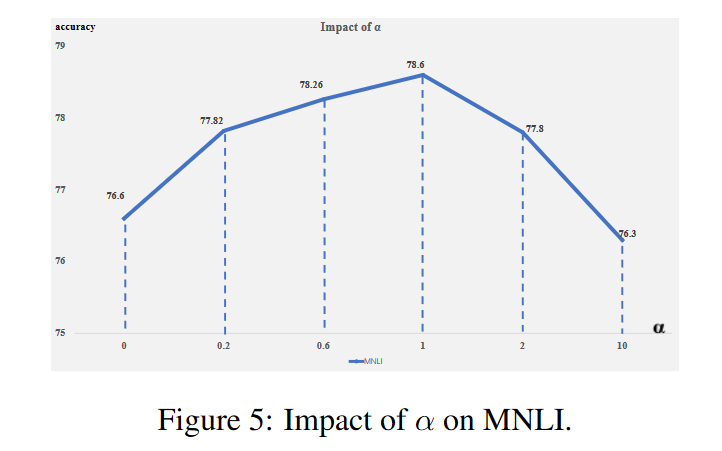 accuracy
Impact of α
79
78
77
76
75
76.6
77.82
78.26
78.6
77.8
76.3
0 0.2 0.6 1 2 10
α
MNLI
Figure 5: Impact of α on MNLI.